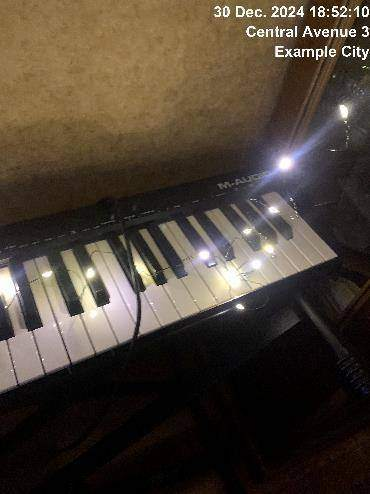 30 Dec. 2024 18:52:10
Central Avenue 3
Example City
M-AUDIO